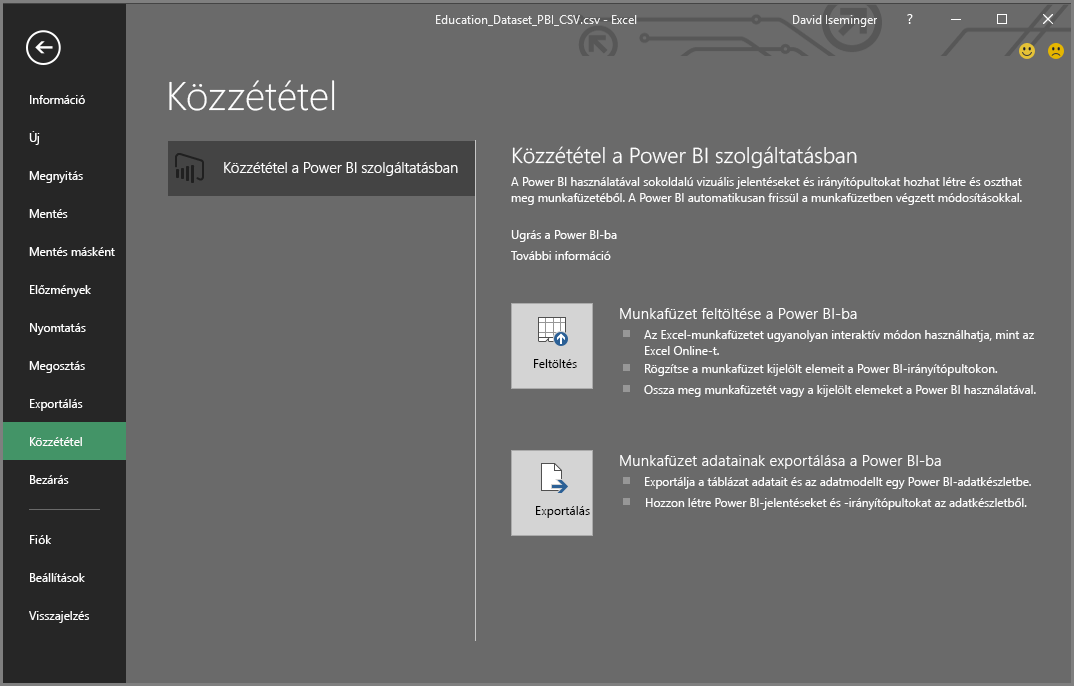 Education_Dataset_PBI_CSV.csv - Excel
David Iseminger
?
Információ
Új
Megnyitás
Mentés
Mentés másként
Előzmények
Nyomtatás
Megosztás
Exportálás
Közzététel
Bezárás
Fiók
Beállítások
Visszajelzés
Közzététel
Közzététel a Power BI szolgáltatásban
Közzététel a Power BI szolgáltatásban
A Power BI használatával sokoldalú vizuális jelentéseket és irányítópultokat hozhat létre és oszthat
meg munkafüzetéből. A Power BI automatikusan frissül a munkafüzetben végzett módosításokkal.
Ugrás a Power BI-ba
További információ
Feltöltés
Munkafüzet feltöltése a Power BI-ba
Az Excel-munkafüzetet ugyanolyan interaktív módon használhatja, mint az
Excel Online-t.
Rögzítse a munkafüzet kijelölt elemeit a Power BI-irányítópultokon.
Ossza meg munkafüzetét vagy a kijelölt elemeket a Power BI használatával.
Exportálás
Munkafüzet adatainak exportálása a Power BI-ba
Exportálja a táblázat adatait és az adatmodellt egy Power BI-adatkészletbe.
Hozzon létre Power BI-jelentéseket és -irányítópultokat az adatkészletből.